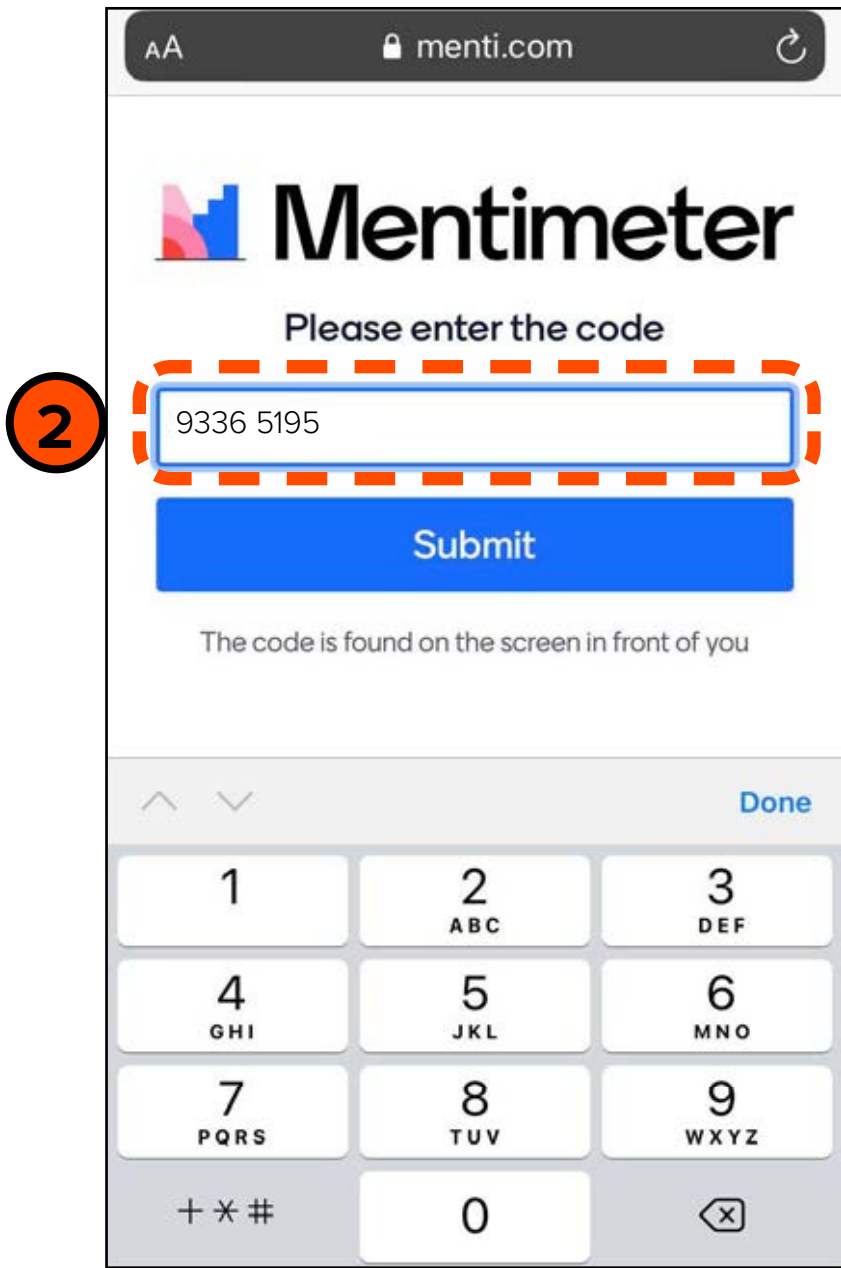 AA menti.com
Mentimeter
Please enter the code
2
9336 5195
Submit
The code is found on the screen in front of you
Done
1 2 3
ABC DEF
4 5 6
GHI JKL MNO
7 8 9
PQRS TUV WXYZ
+*# 0